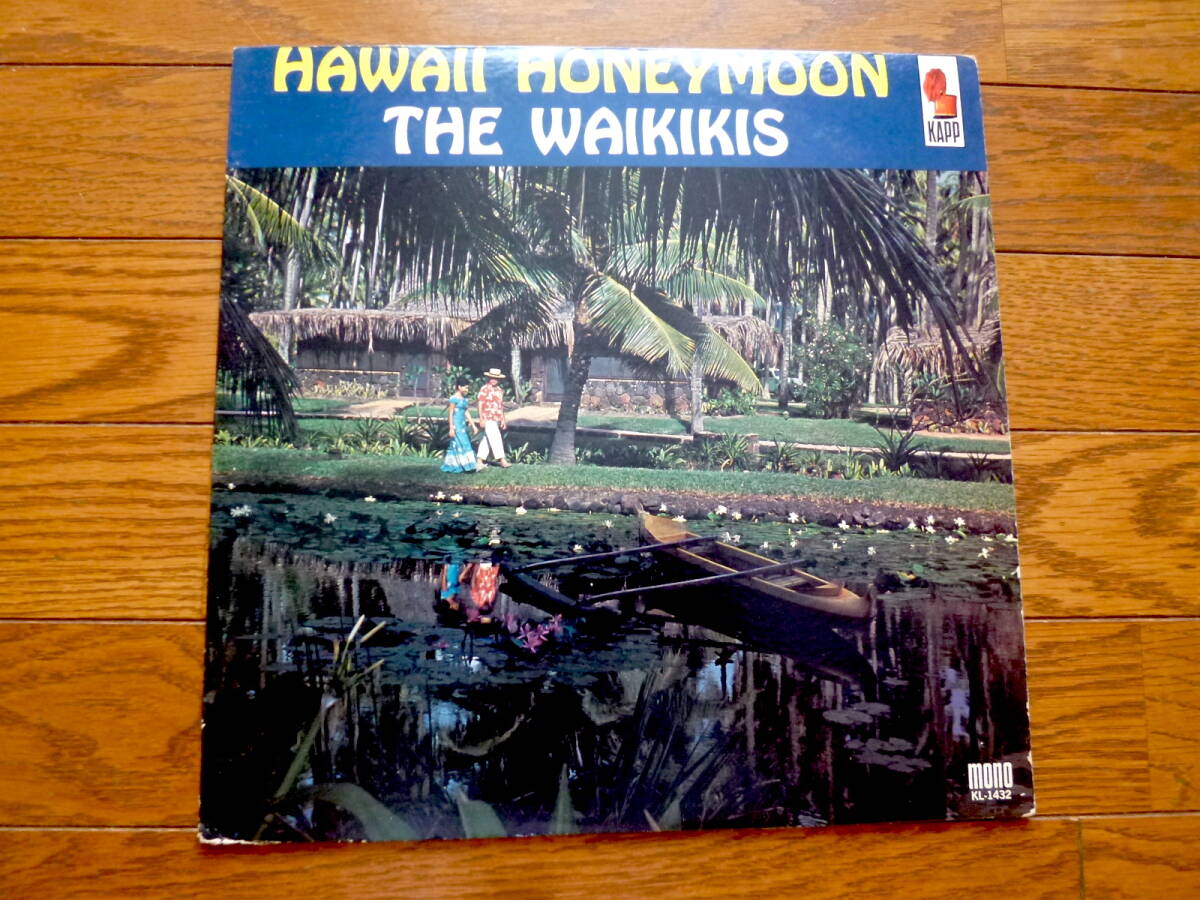 HAWAII HONEYMOON
THE WAIKIKIS
KAPP
MONO
KL-1432